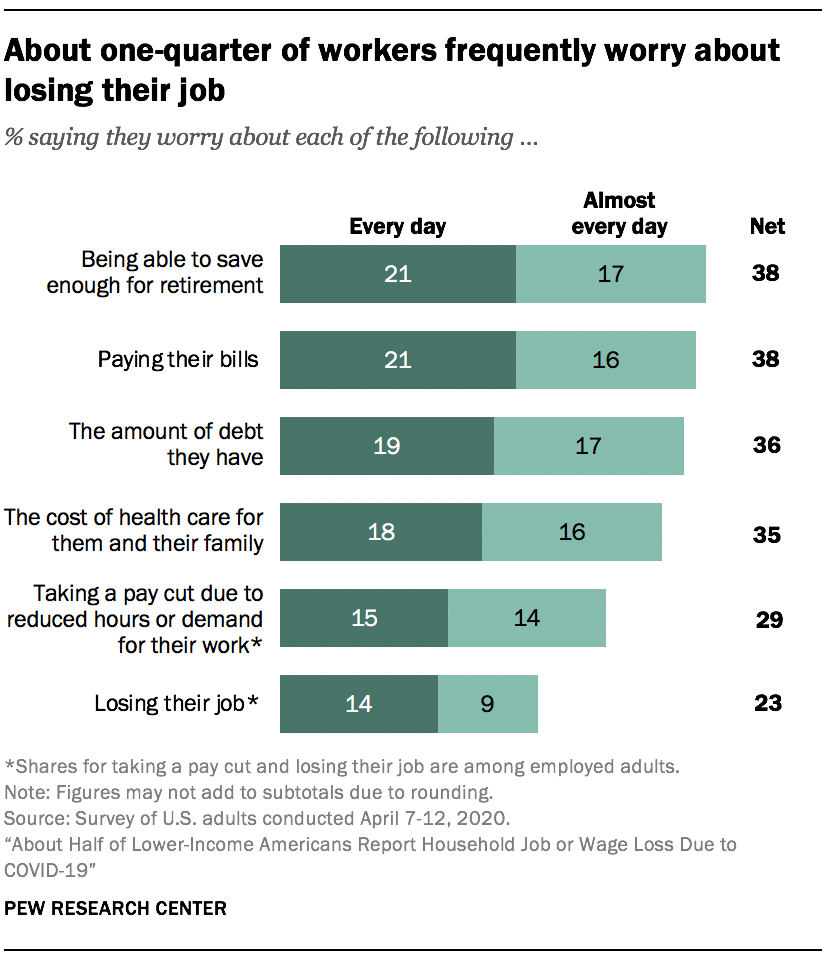 About one-quarter of workers frequently worry about
losing their job
% saying they worry about each of the following ...
Every day
Almost
every day
Net
Being able to save
enough for retirement
21
17
38
Paying their bills
21
16
38
The amount of debt
they have
19
17
36
The cost of health care for
them and their family
18
16
35
Taking a pay cut due to
reduced hours or demand
for their work*
15
14
29
Losing their job*
14
9
23
*Shares for taking a pay cut and losing their job are among employed adults.
Note: Figures may not add to subtotals due to rounding.
Source: Survey of U.S. adults conducted April 7-12, 2020.
“About Half of Lower-Income Americans Report Household Job or Wage Loss Due to
COVID-19”
PEW RESEARCH CENTER